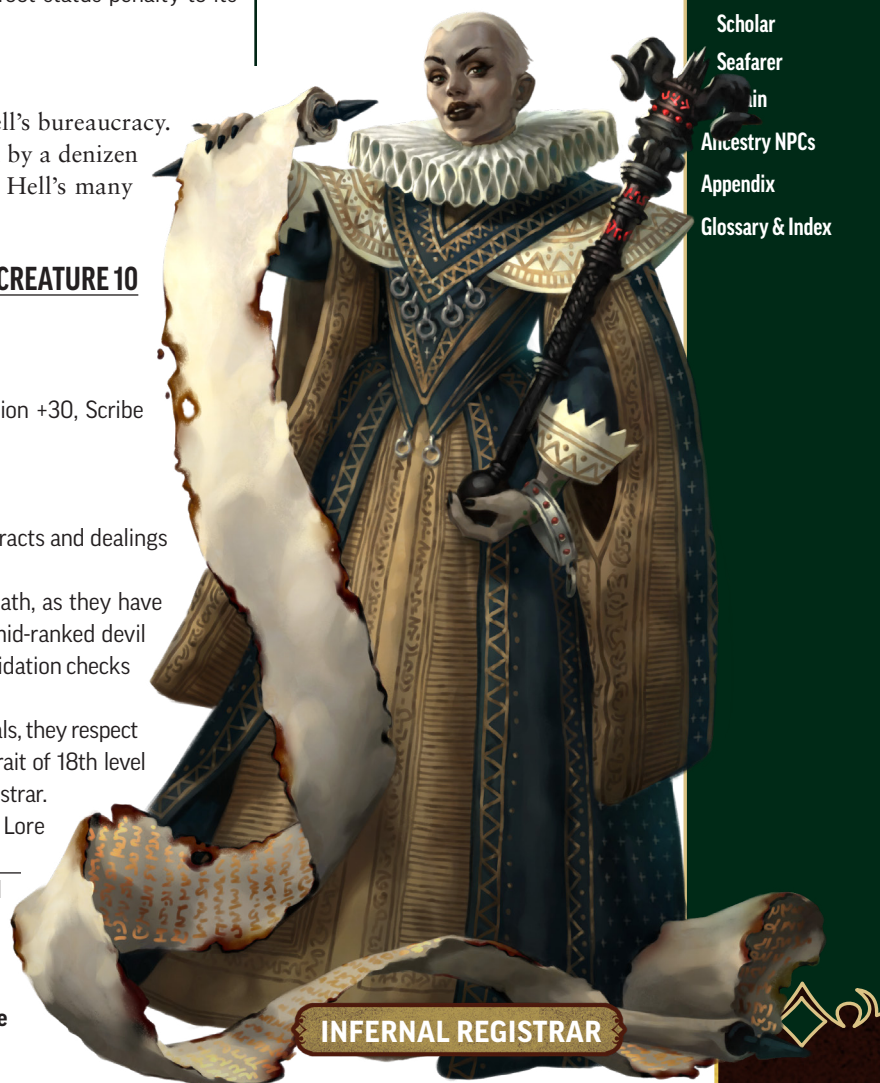 ell's bureaucracy.
by a denizen
Hell's many
CREATURE 10
ion +30, Scribe
racts and dealings
ath, as they have
mid-ranked devil
idation checks
ls, they respect
rait of 18th level
strar.
Lore
e
INFERNAL REGISTRAR
Scholar
Seafarer
ain
Ancestry NPCs
Appendix
Glossary & Index